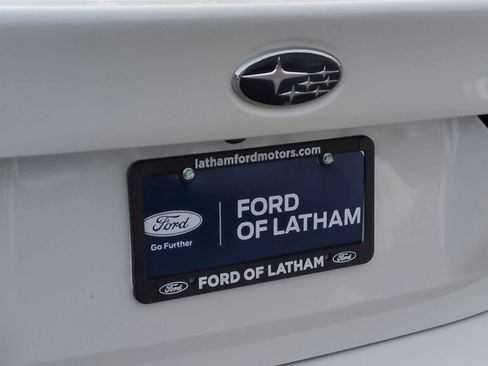 lathamfordmotors.com
Ford
Go Further
FORD
OF LATHAM
Ford FORD OF LATHAM Ford